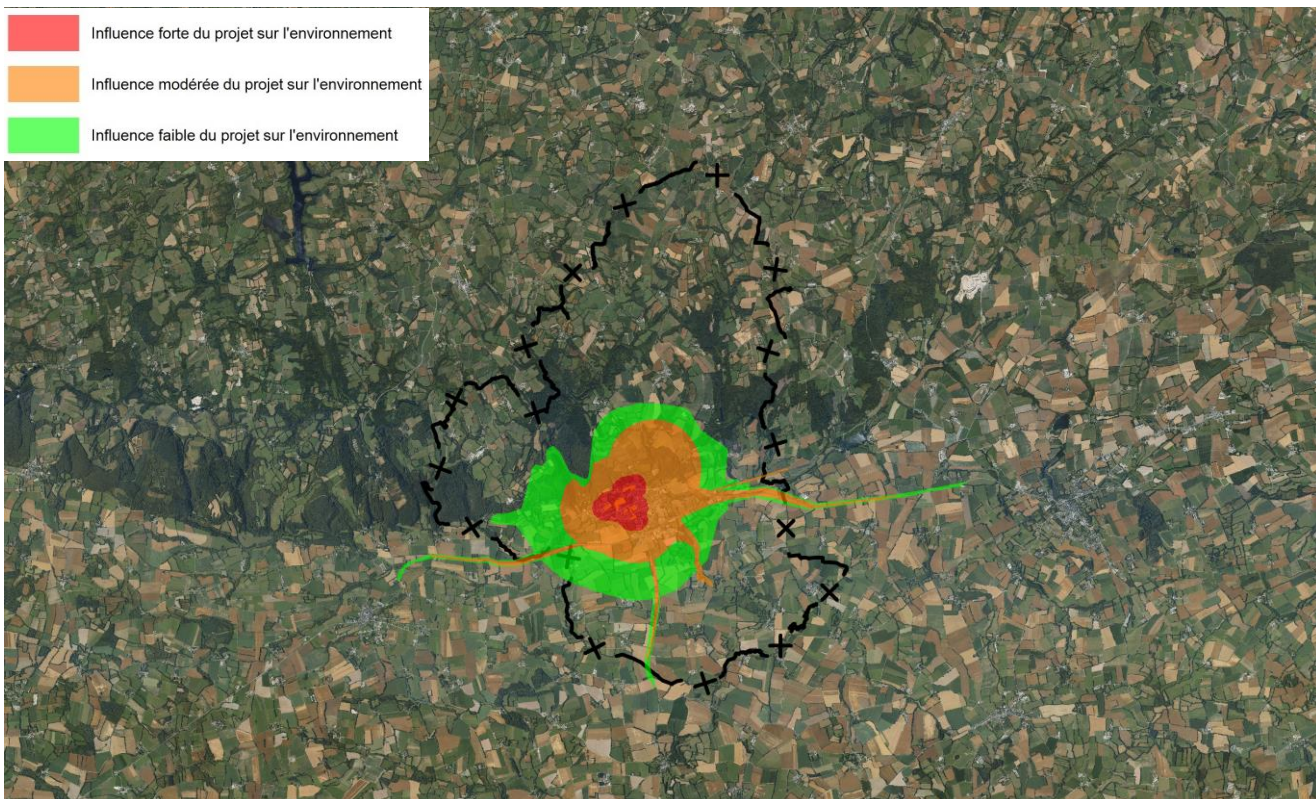 Influence forte du projet sur l'environnement
Influence modérée du projet sur l'environnement
Influence faible du projet sur l'environnement